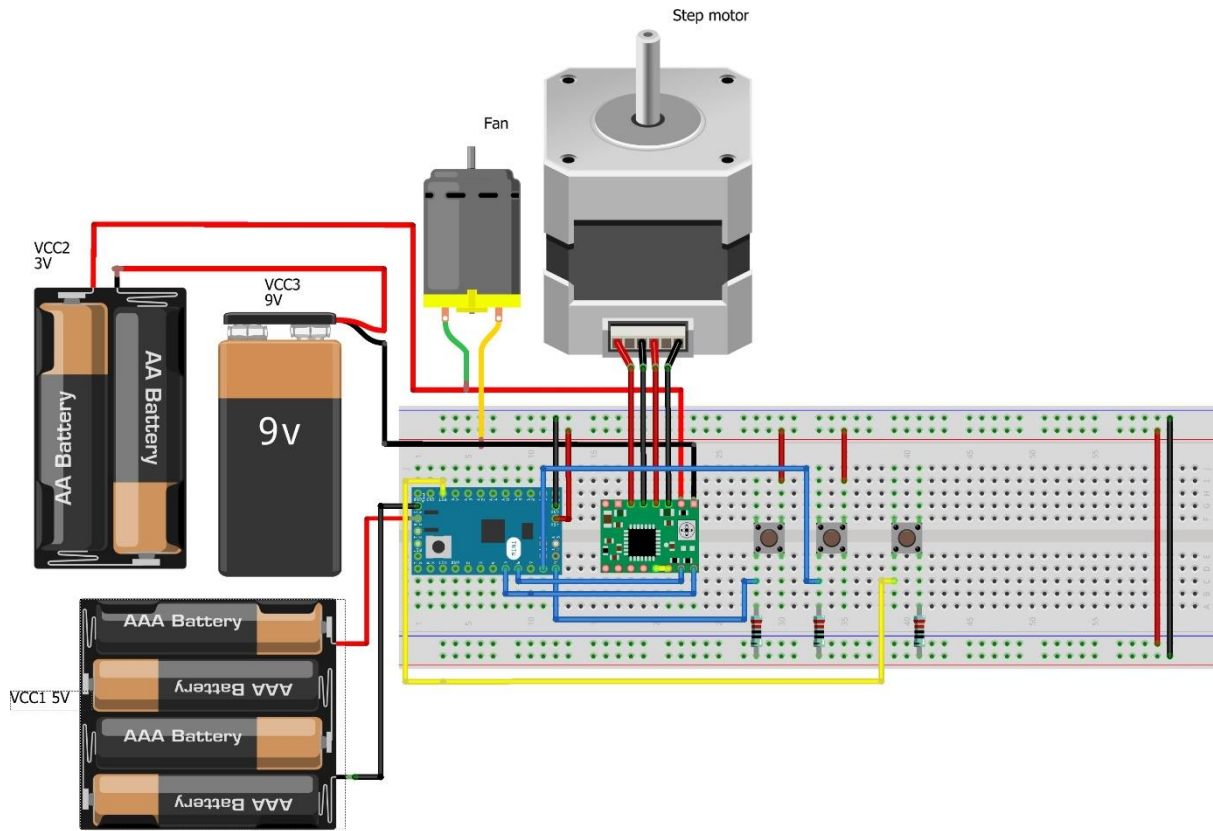 Step motor
Fan
VCC2
3V
VCC3
9V
AA Battery
AA Battery
9v
AAA Battery
AAA Battery
AAA Battery
AAA Battery
VCC1 5V